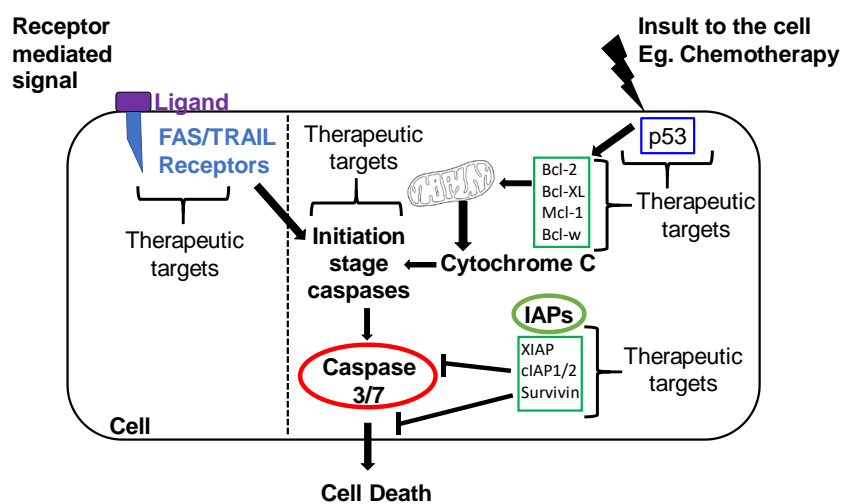 Receptor
mediated
signal
Insult to the cell
Eg. Chemotherapy
Ligand
FAS/TRAIL
Receptors
Therapeutic
targets
Therapeutic
targets
p53
Bcl-2
Bcl-XL
Mcl-1
Bcl-w
Therapeutic
targets
Initiation
stage
caspases
Cytochrome C
IAPs
XIAP
cIAP1/2
Survivin
Therapeutic
targets
Caspase
3/7
Cell
Cell Death